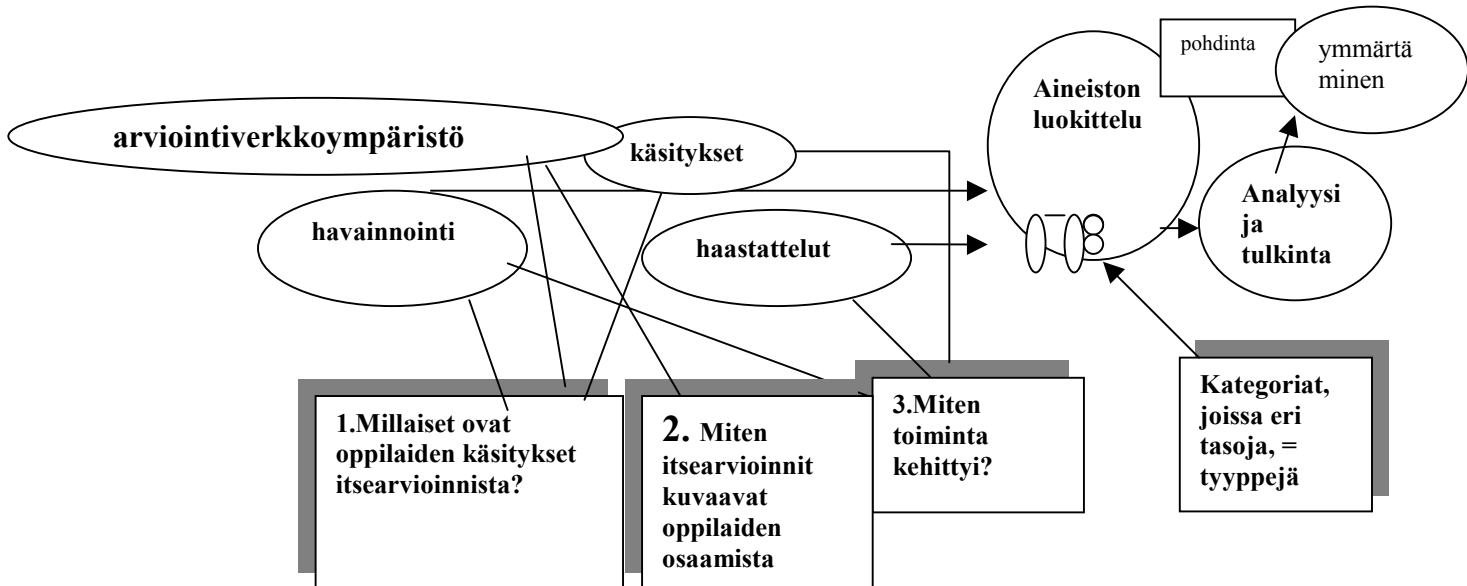 pohdinta
ymmärtä
minen
Aineiston
luokittelu
arviointiverkkoympäristö
käsitykset
havainnointi
haastattelut
Analyysi
ja
tulkinta
1.Millaiset ovat
oppilaiden käsitykset
itsearvioinnista?
2. Miten
itsearvioinnit
kuvaavat
oppilaiden
osaamista
3.Miten
toiminta
kehittyi?
Kategoriat,
joissa eri
tasoja, =
tyyppejä